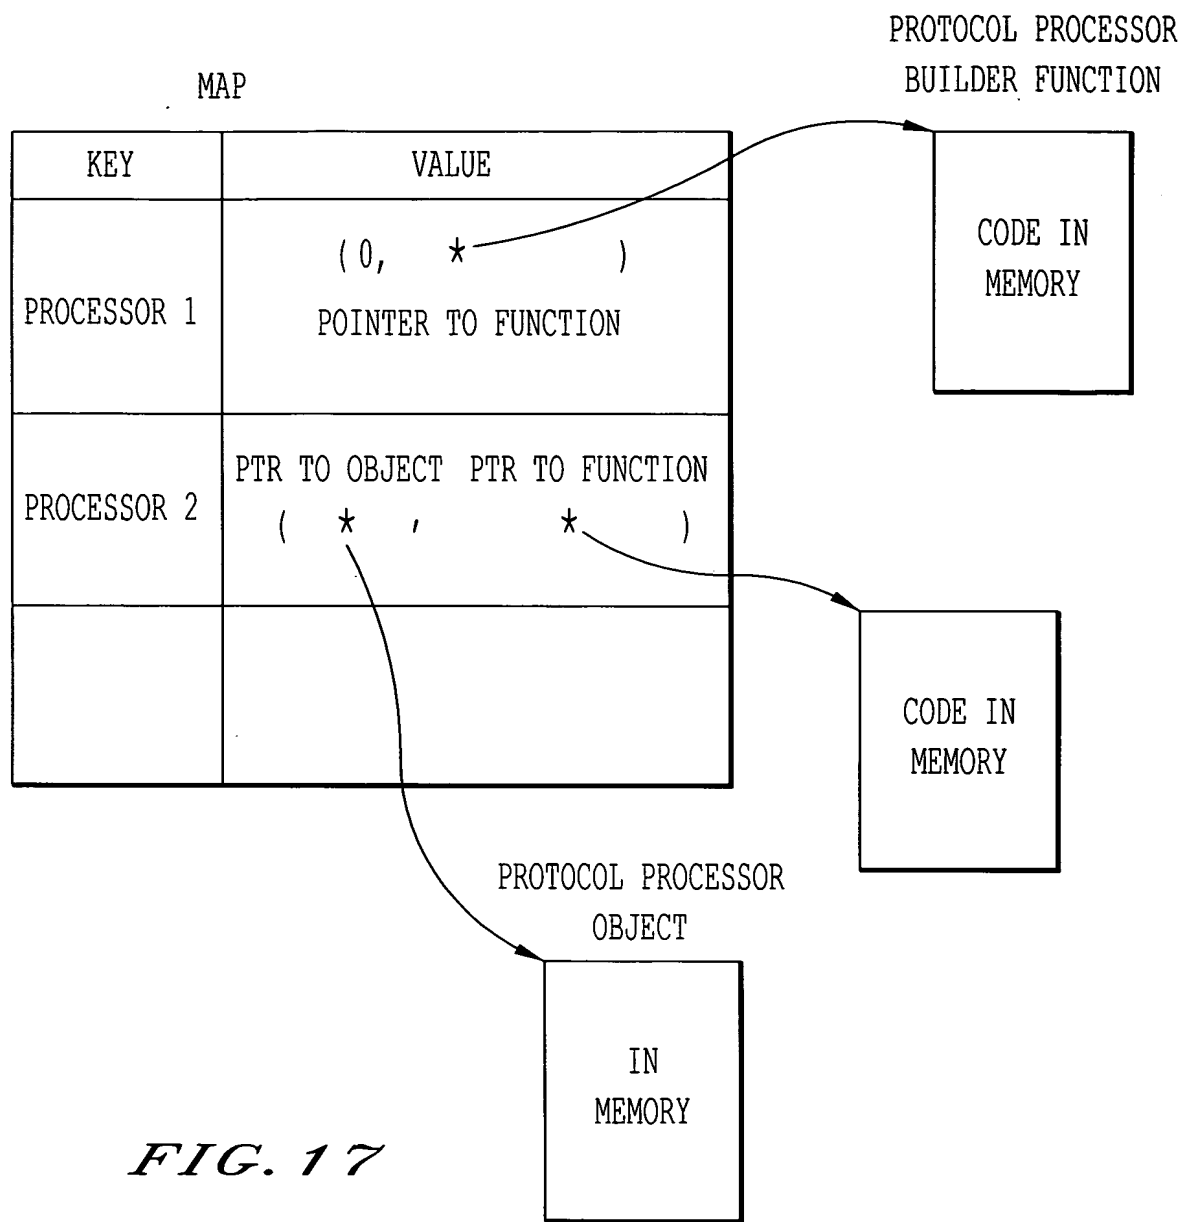 PROTOCOL PROCESSOR
BUILDER FUNCTION
MAP
KEY VALUE
(0, * )
PROCESSOR 1
POINTER TO FUNCTION
CODE IN
MEMORY
PTR TO OBJECT PTR TO FUNCTION
PROCESSOR 2
( * , * )
CODE IN
MEMORY
PROTOCOL PROCESSOR
OBJECT
IN
MEMORY
FIG. 17